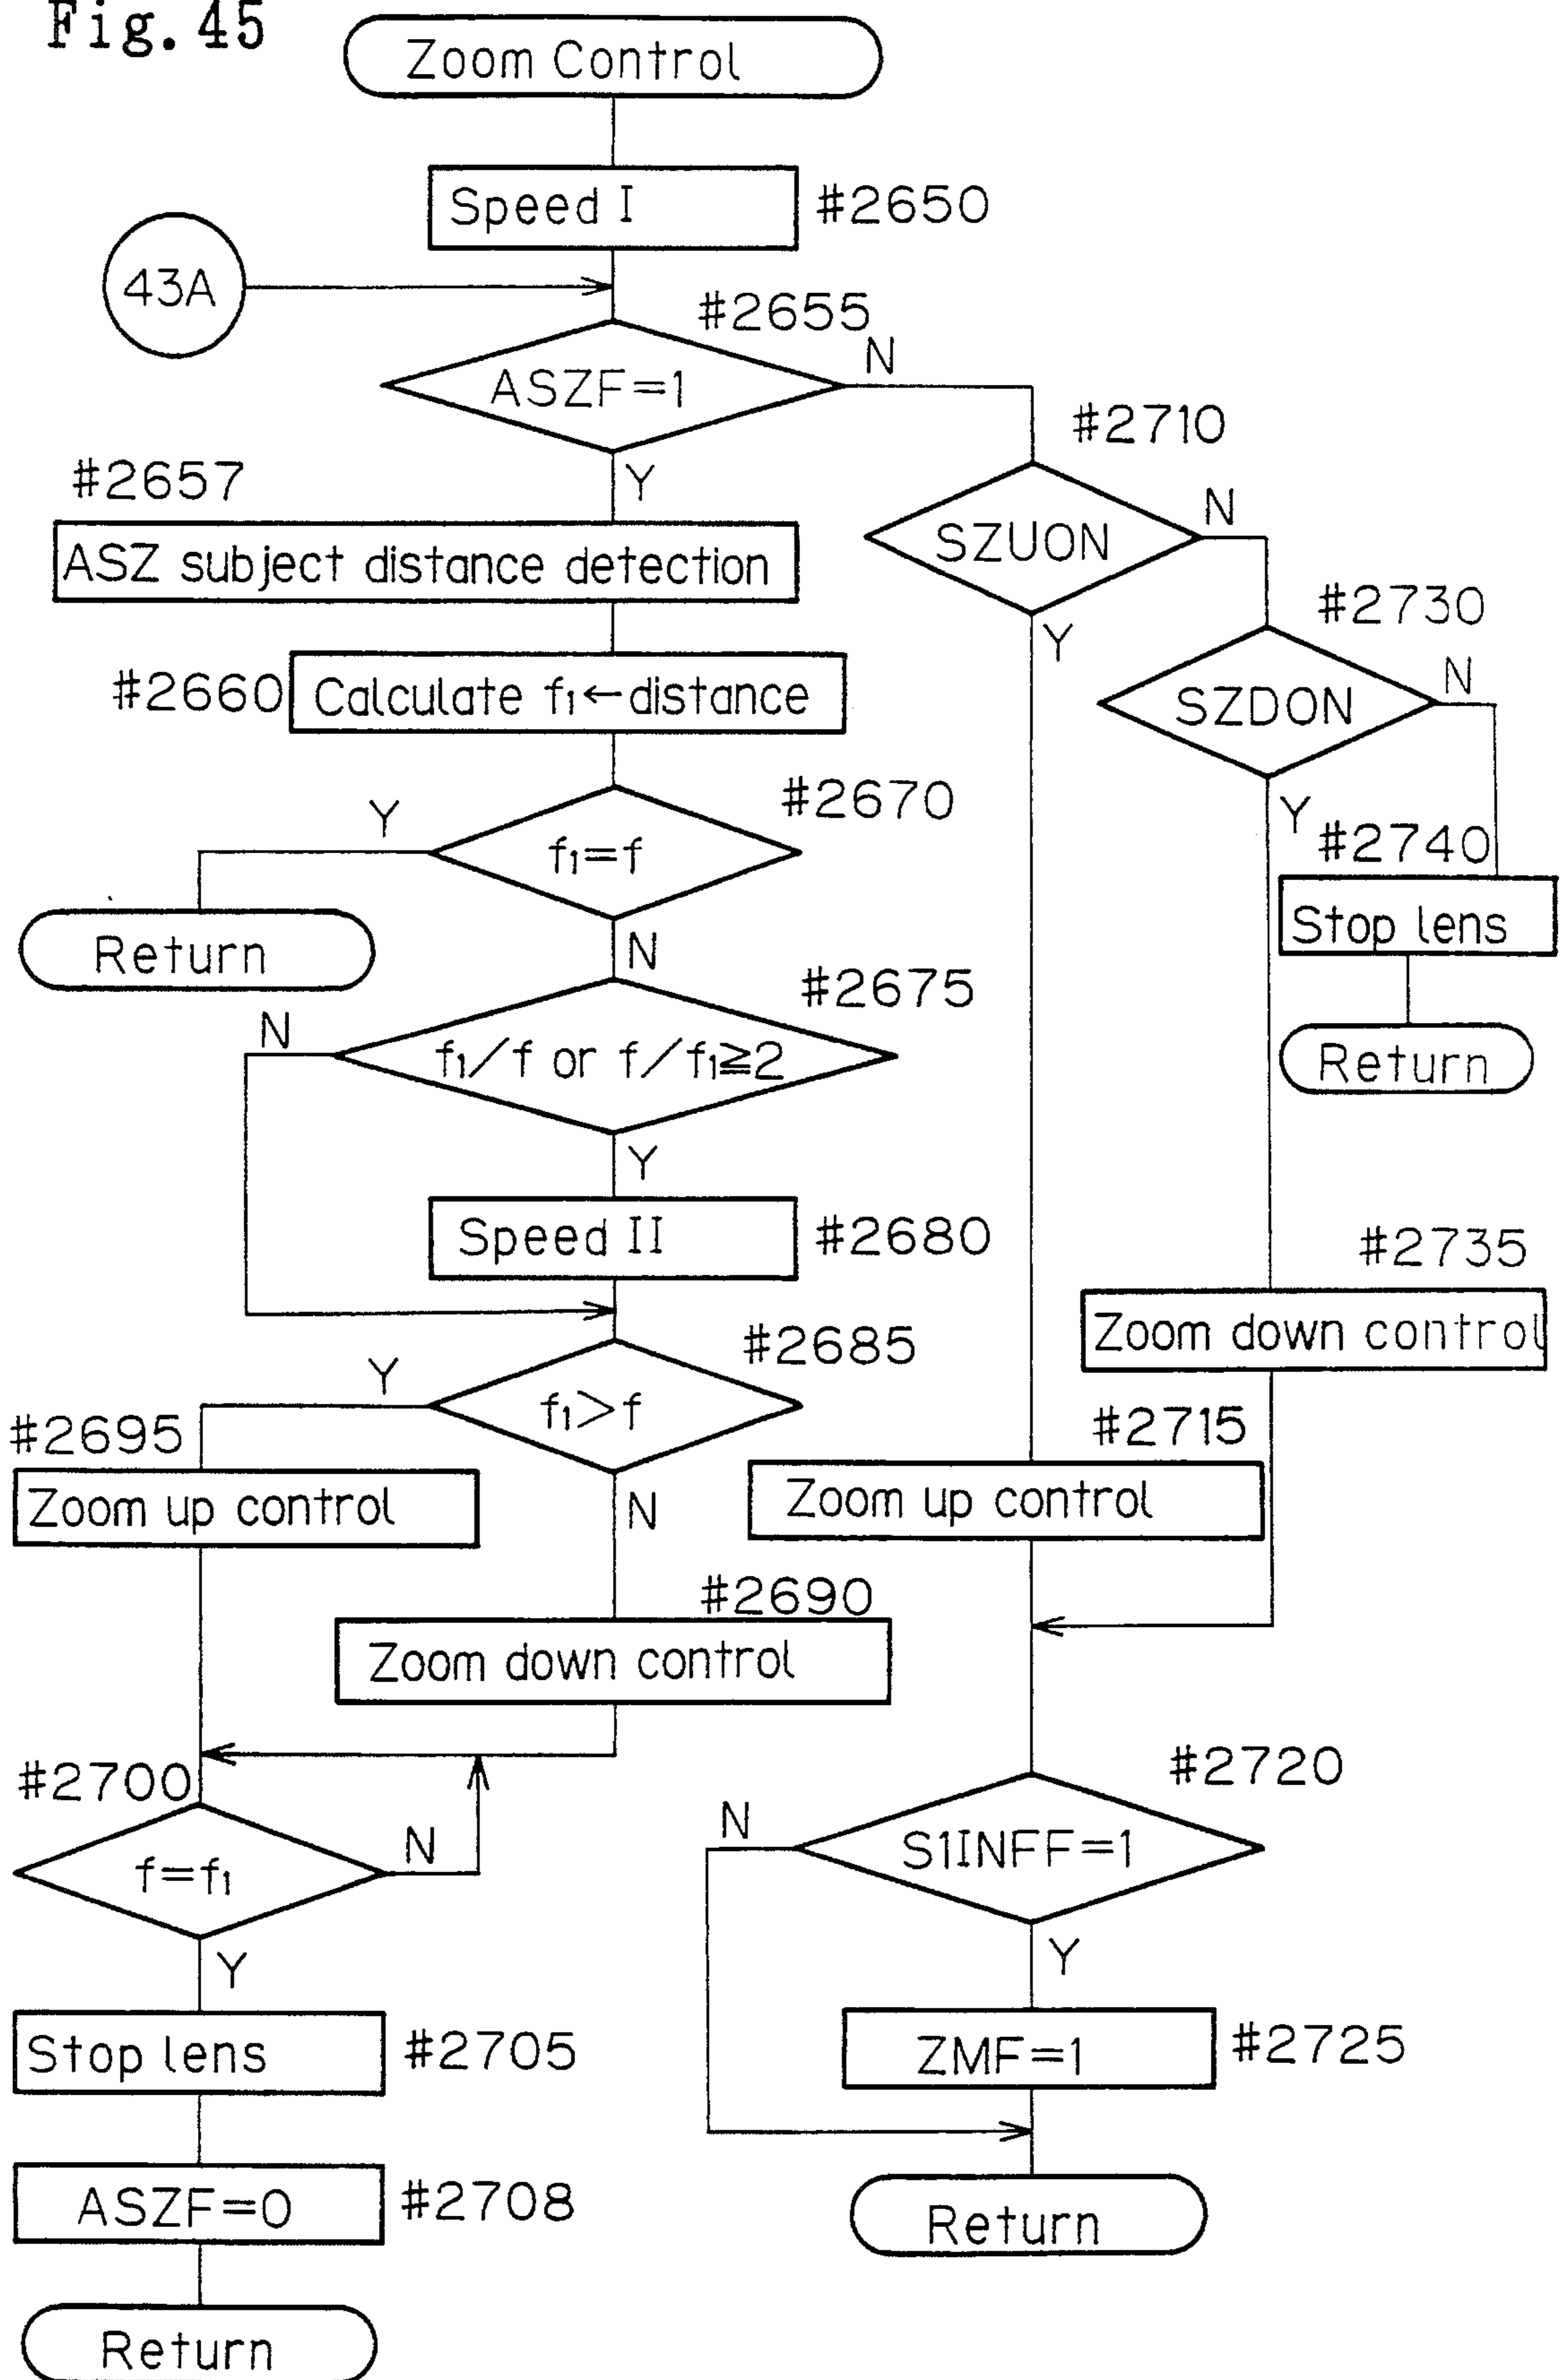 Fig. 45
Zoom Control
Speed I
#2650
43A
#2655
ASZF=1
N
Y
#2710
SZUON
N
Y
#2657
ASZ subject distance detection
#2730
SZDON
N
Y
#2660
Calculate f₁←distance
#2670
Y
f₁=f
N
Return
#2740
Stop lens
Return
#2675
N
f₁/f or f/f₁≧2
Y
Speed II
#2680
#2735
Zoom down control
#2685
Y
f₁>f
N
#2695
Zoom up control
#2715
Zoom up control
#2690
Zoom down control
#2700
f=f₁
N
Y
#2720
N
S1INFF=1
Y
Stop lens
#2705
ZMF=1
#2725
ASZF=0
#2708
Return
Return